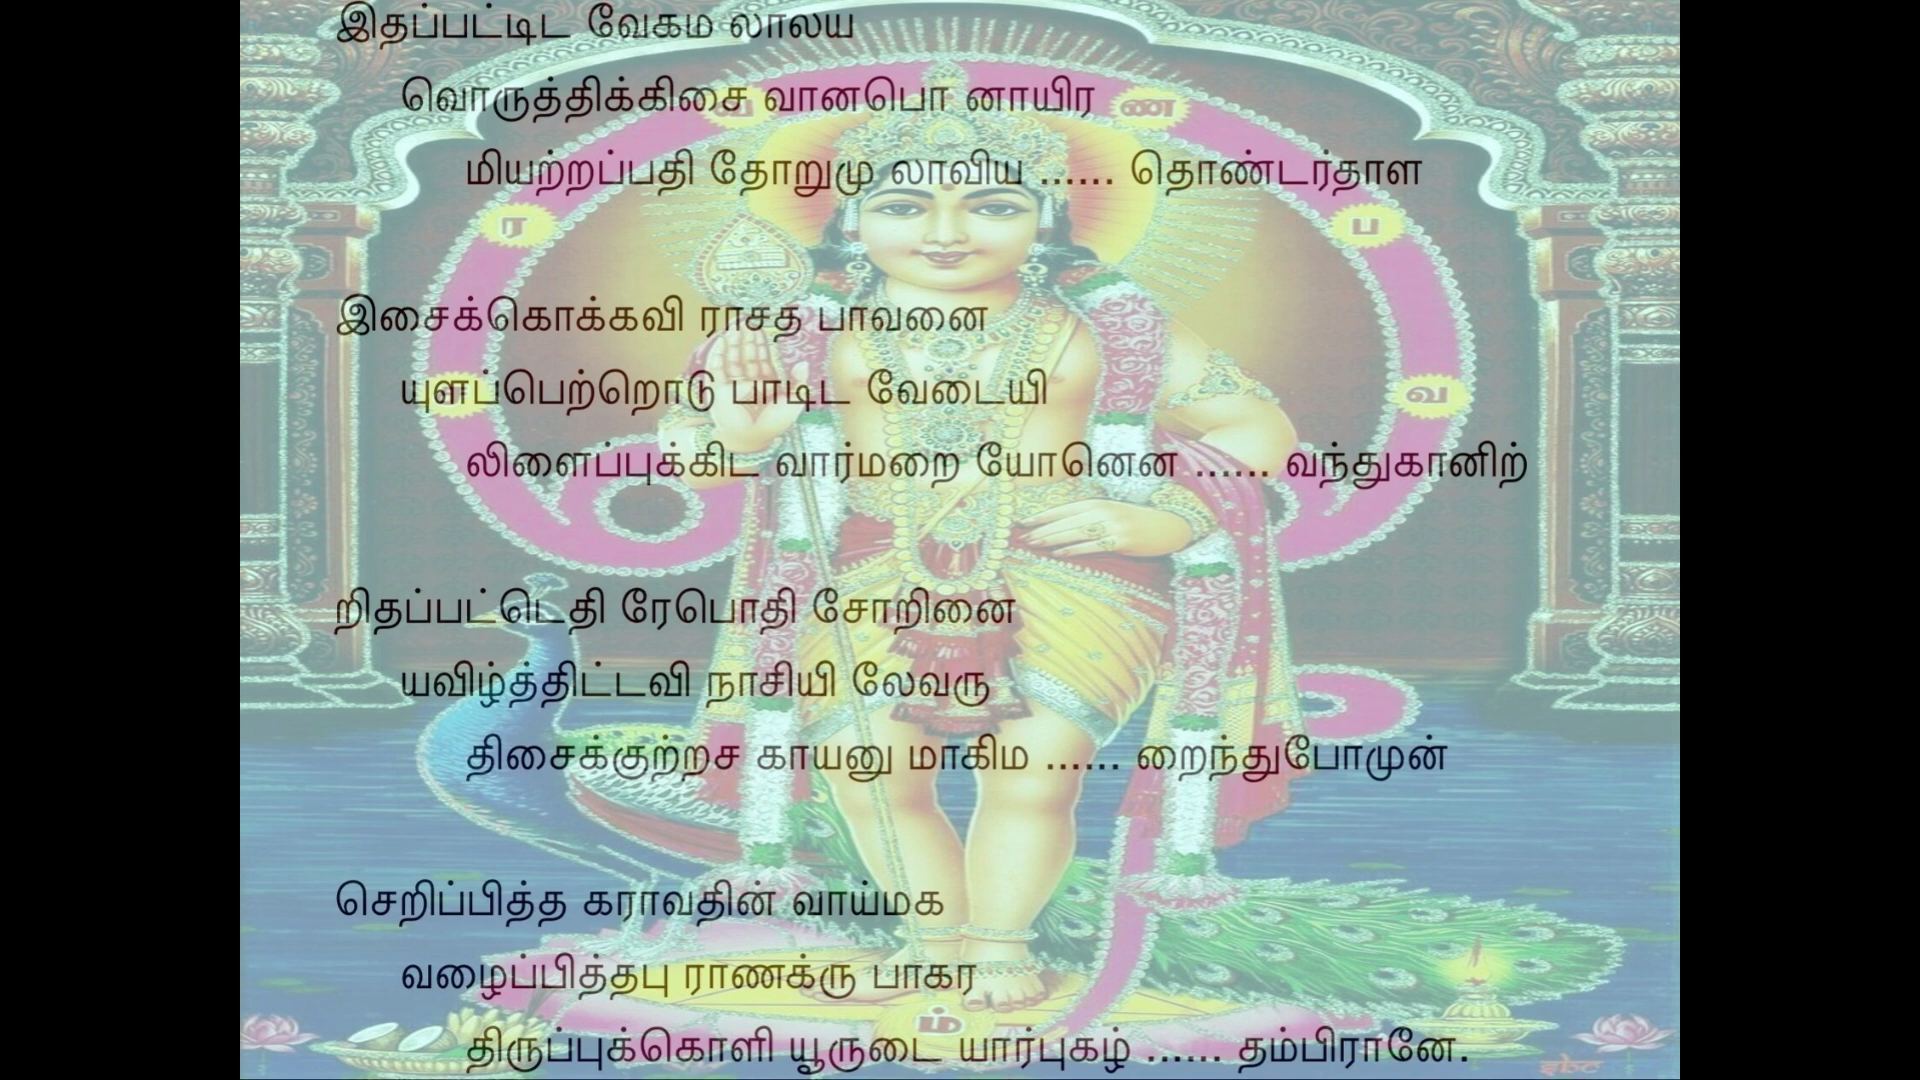 இதப்பட்டிட வேகம லாலய
வொருத்திக்கிசை வானபொ னாயிர
மியற்றப்பதி தோறுமு லாவிய ...... தொண்டர்தாள
இசைக்கொக்கவி ராசத பாவனை
யுளப்பெற்றொடு பாடிட வேடையி
லிளைப்புக்கிட வார்மறை யோனென ...... வந்துகானிற்
றிதப்பட்டெதி ரேபொதி சோறினை
யவிழ்த்திட்டவி நாசியி லேவரு
திசைக்குற்றச காயனு மாகிம ...... றைந்துபோமுன்
செறிப்பித்த கராவதின் வாய்மக
வழைப்பித்தபு ராணக்ரு பாகர
திருப்புக்கொளி யூருடை யார்புகழ் ...... தம்பிரானே.
வ
ண
ர
ப
வ
ம்
sbc